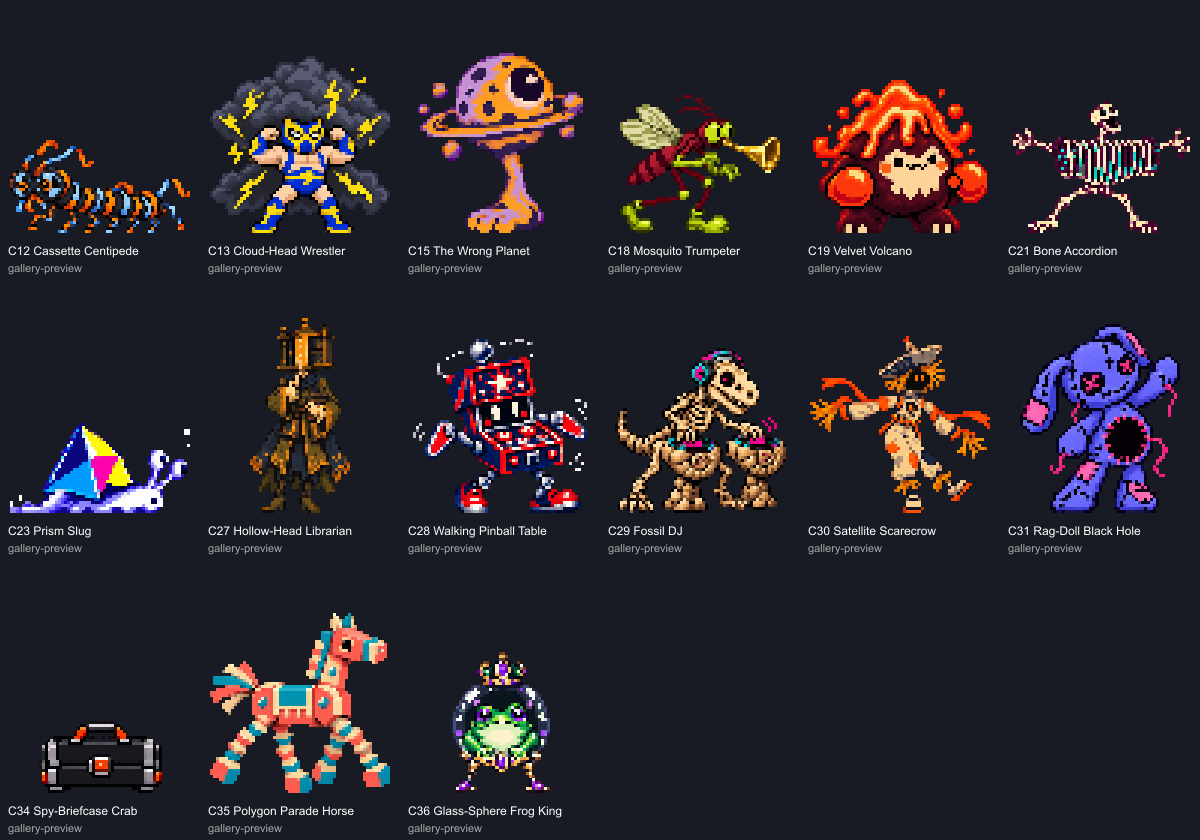 C12 Cassette Centipede
gallery-preview
C13 Cloud-Head Wrestler
gallery-preview
C15 The Wrong Planet
gallery-preview
C18 Mosquito Trumpeter
gallery-preview
C19 Velvet Volcano
gallery-preview
C21 Bone Accordion
gallery-preview
C23 Prism Slug
gallery-preview
C27 Hollow-Head Librarian
gallery-preview
C28 Walking Pinball Table
gallery-preview
C29 Fossil DJ
gallery-preview
C30 Satellite Scarecrow
gallery-preview
C31 Rag-Doll Black Hole
gallery-preview
C34 Spy-Briefcase Crab
gallery-preview
C35 Polygon Parade Horse
gallery-preview
C36 Glass-Sphere Frog King
gallery-preview